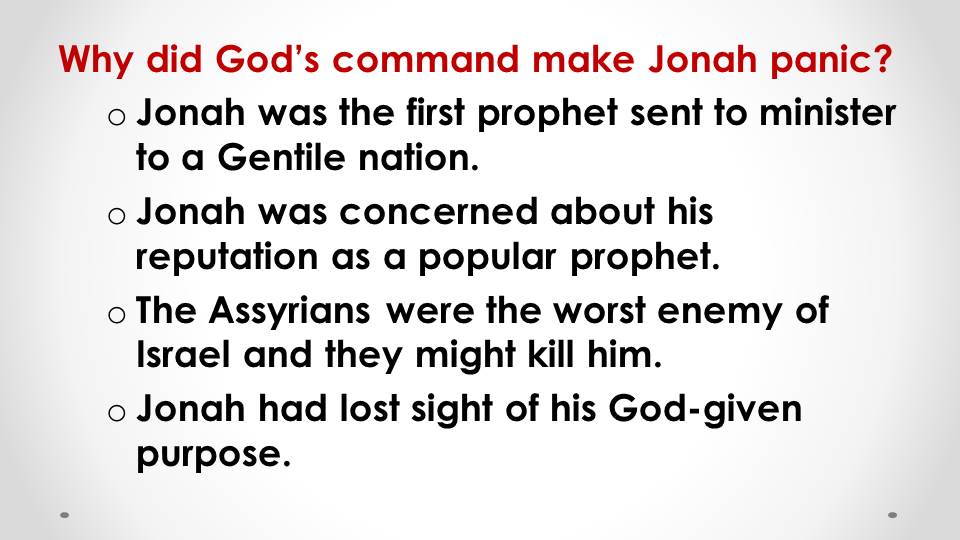 Why did God’s command make Jonah panic?
o Jonah was the first prophet sent to minister
to a Gentile nation.
o Jonah was concerned about his
reputation as a popular prophet.
o The Assyrians were the worst enemy of
Israel and they might kill him.
o Jonah had lost sight of his God-given
purpose.